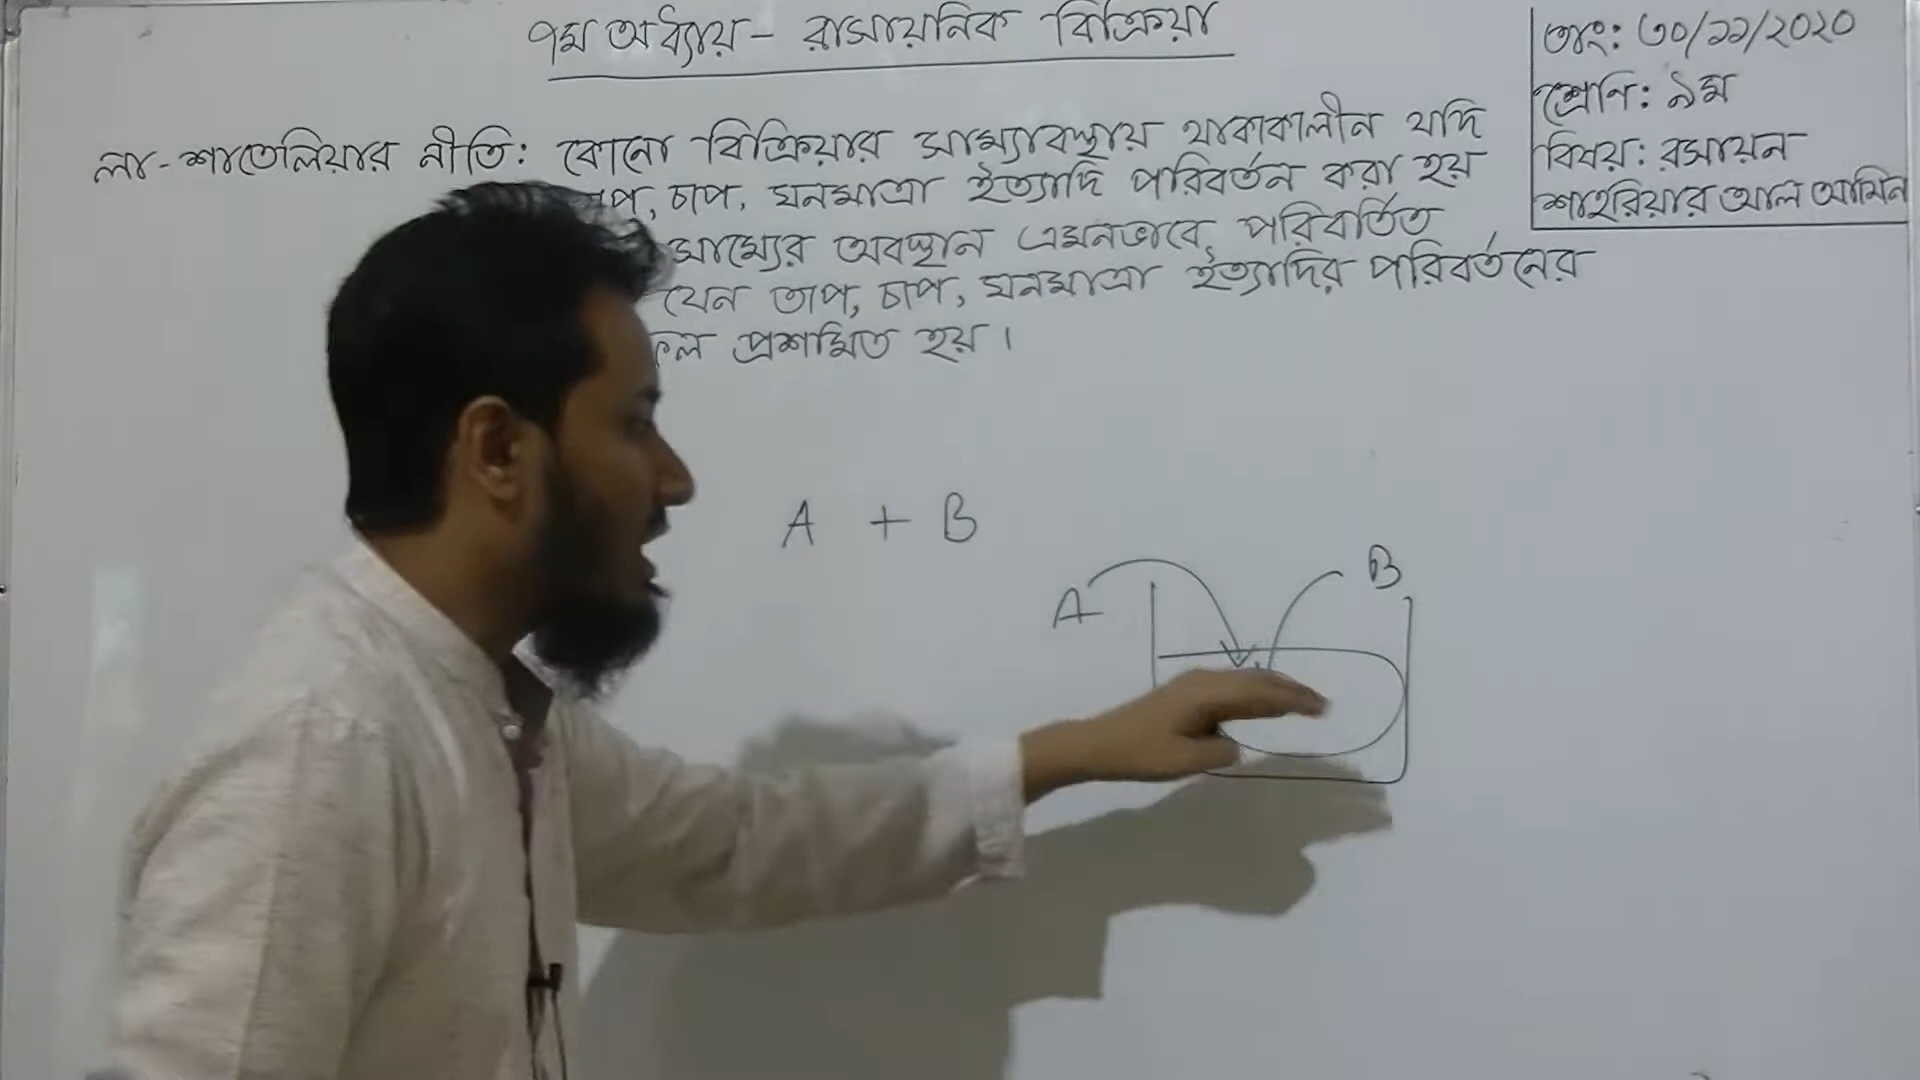 ৭ম অধ্যায় - রাসায়নিক বিক্রিয়া
তাং: ৩০/১১/২০২০
শ্রেণি: ৯ম
বিষয়: রসায়ন
শাহরিয়ার আল আমিন
লা-শাতেলিয়ার নীতি: কোনো বিক্রিয়ার সাম্যাবস্থায় থাকাকালীন যদি
চাপ, ঘনমাত্রা ইত্যাদি পরিবর্তন করা হয়
সাম্যের অবস্থান এমনভাবে পরিবর্তিত
যেন তাপ, চাপ, ঘনমাত্রা ইত্যাদির পরিবর্তনের
প্রশমিত হয়।
A + B
A
B